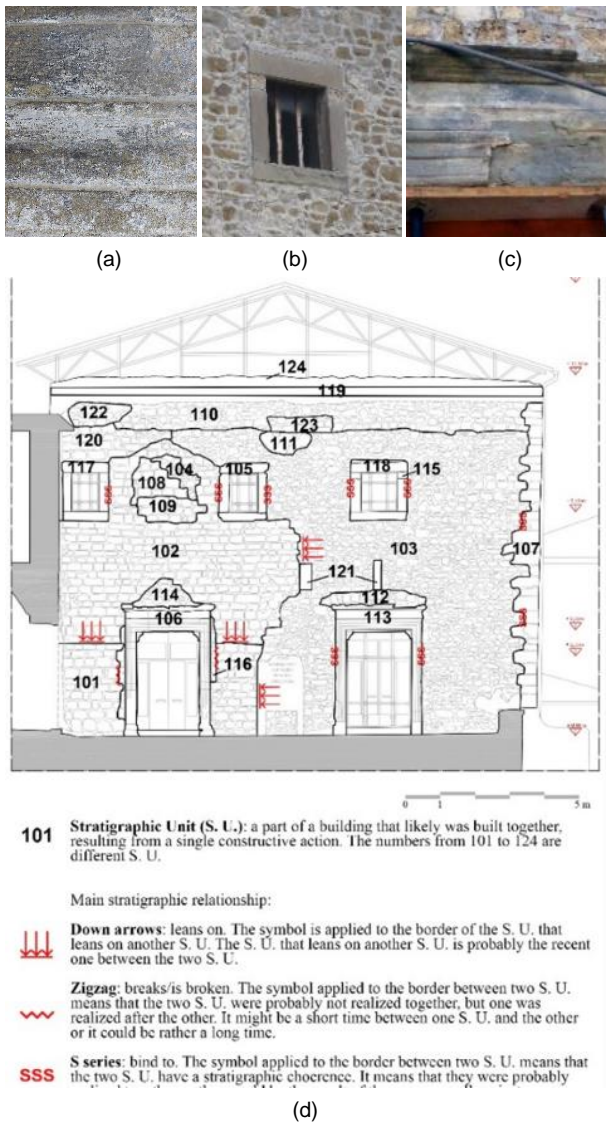 (a) (b) (c)
124
119
122 110 123
120 111
117 104 105 118 115
108
109
102 103 107
121
114 112
106 113
116
101
0 1 5 m
101 Stratigraphic Unit (S. U.): a part of a building that likely was built together,
resulting from a single constructive action. The numbers from 101 to 124 are
different S. U.
Main stratigraphic relationship:
Down arrows: leans on. The symbol is applied to the border of the S. U. that
leans on another S. U. The S. U. that leans on another S. U. is probably the recent
one between the two S. U.
Zigzag: breaks/is broken. The symbol applied to the border between two S. U.
means that the two S. U. were probably not realized together, but one was
realized after the other. It might be a short time between one S. U. and the other
or it could be rather a long time.
SSS S series: bind to. The symbol applied to the border between two S. U. means that
the two S. U. have a stratigraphic choerence. It means that they were probably
(d)